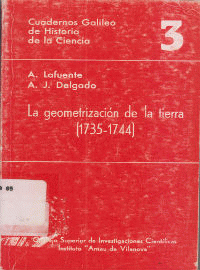 Cuadernos Galileo
de Historia
de la Ciencia
3
A. Lafuente
A. J. Delgado
La geometrización de la tierra
(1735-1744)
Superior de Investigaciones Científicas
Instituto "Arnau de Vilanova"